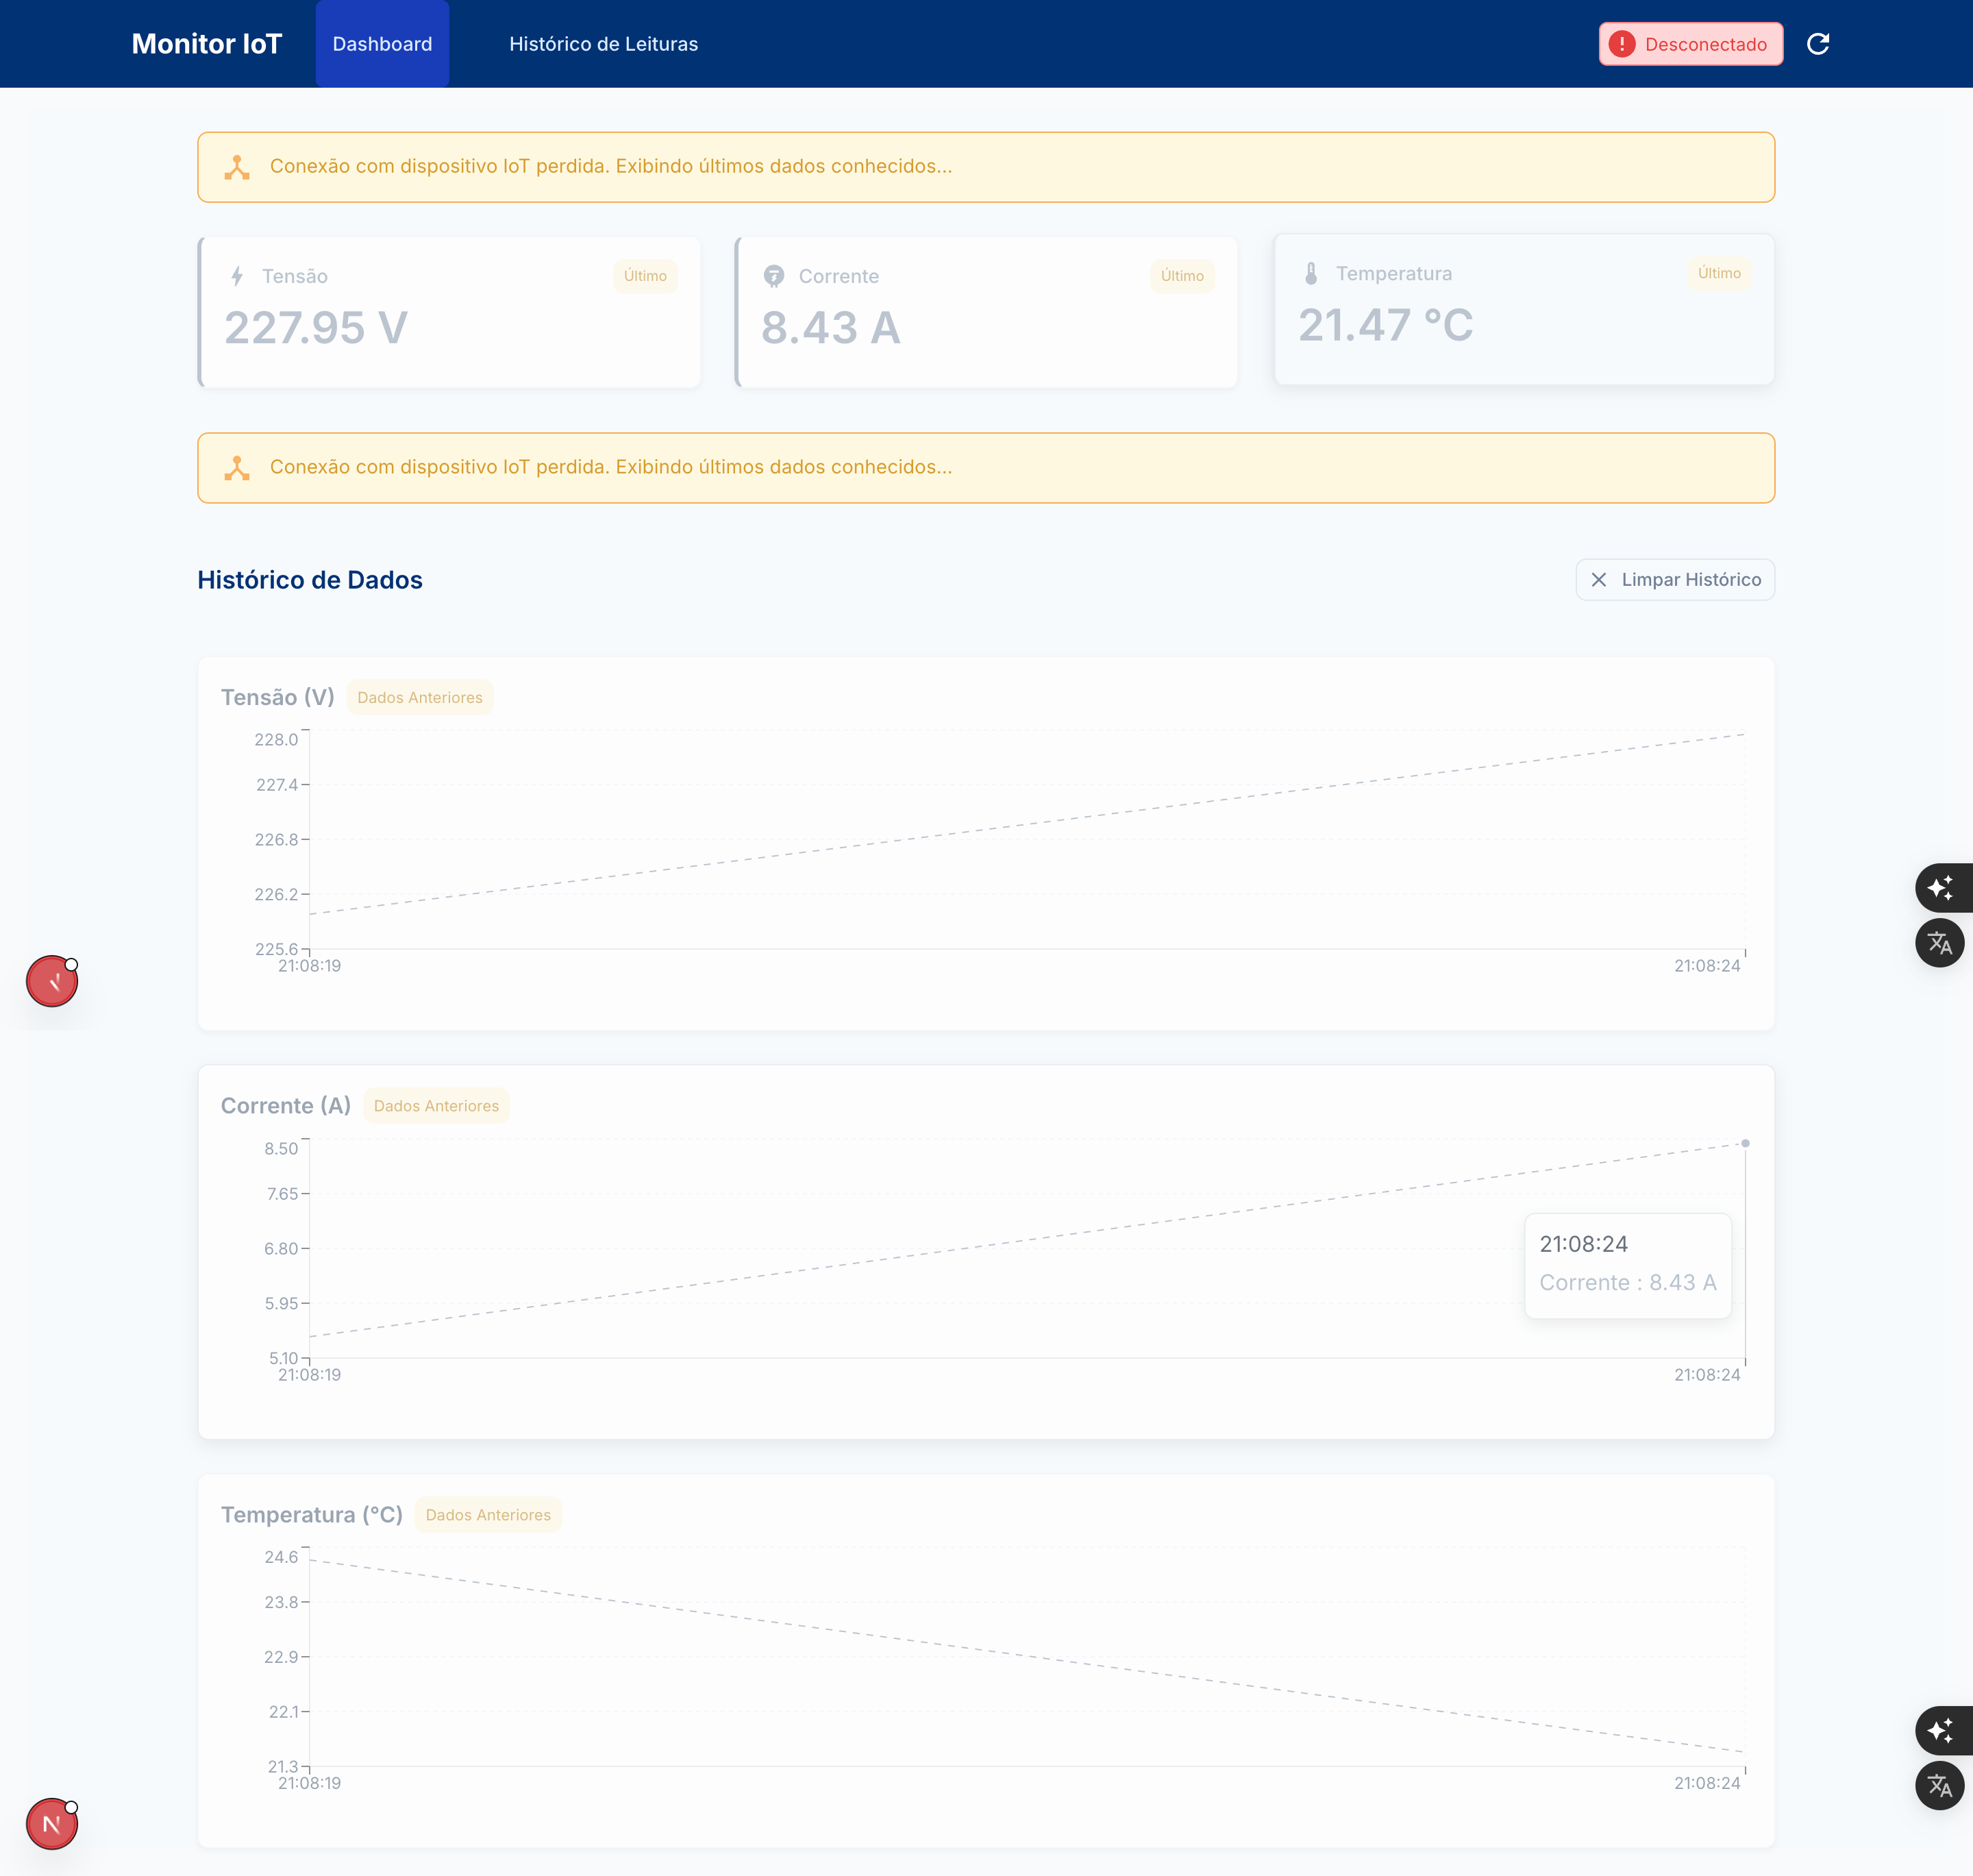 Monitor IoT
Dashboard
Histórico de Leituras
Desconectado
Conexão com dispositivo IoT perdida. Exibindo últimos dados conhecidos...
Tensão
Último
227.95 V
Corrente
Último
8.43 A
Temperatura
Último
21.47 °C
Conexão com dispositivo IoT perdida. Exibindo últimos dados conhecidos...
Histórico de Dados
Limpar Histórico
Tensão (V)
Dados Anteriores
228.0
227.4
226.8
226.2
225.6
21:08:19
21:08:24
Corrente (A)
Dados Anteriores
8.50
7.65
6.80
5.95
5.10
21:08:19
21:08:24
21:08:24
Corrente : 8.43 A
Temperatura (°C)
Dados Anteriores
24.6
23.8
22.9
22.1
21.3
21:08:19
21:08:24
N